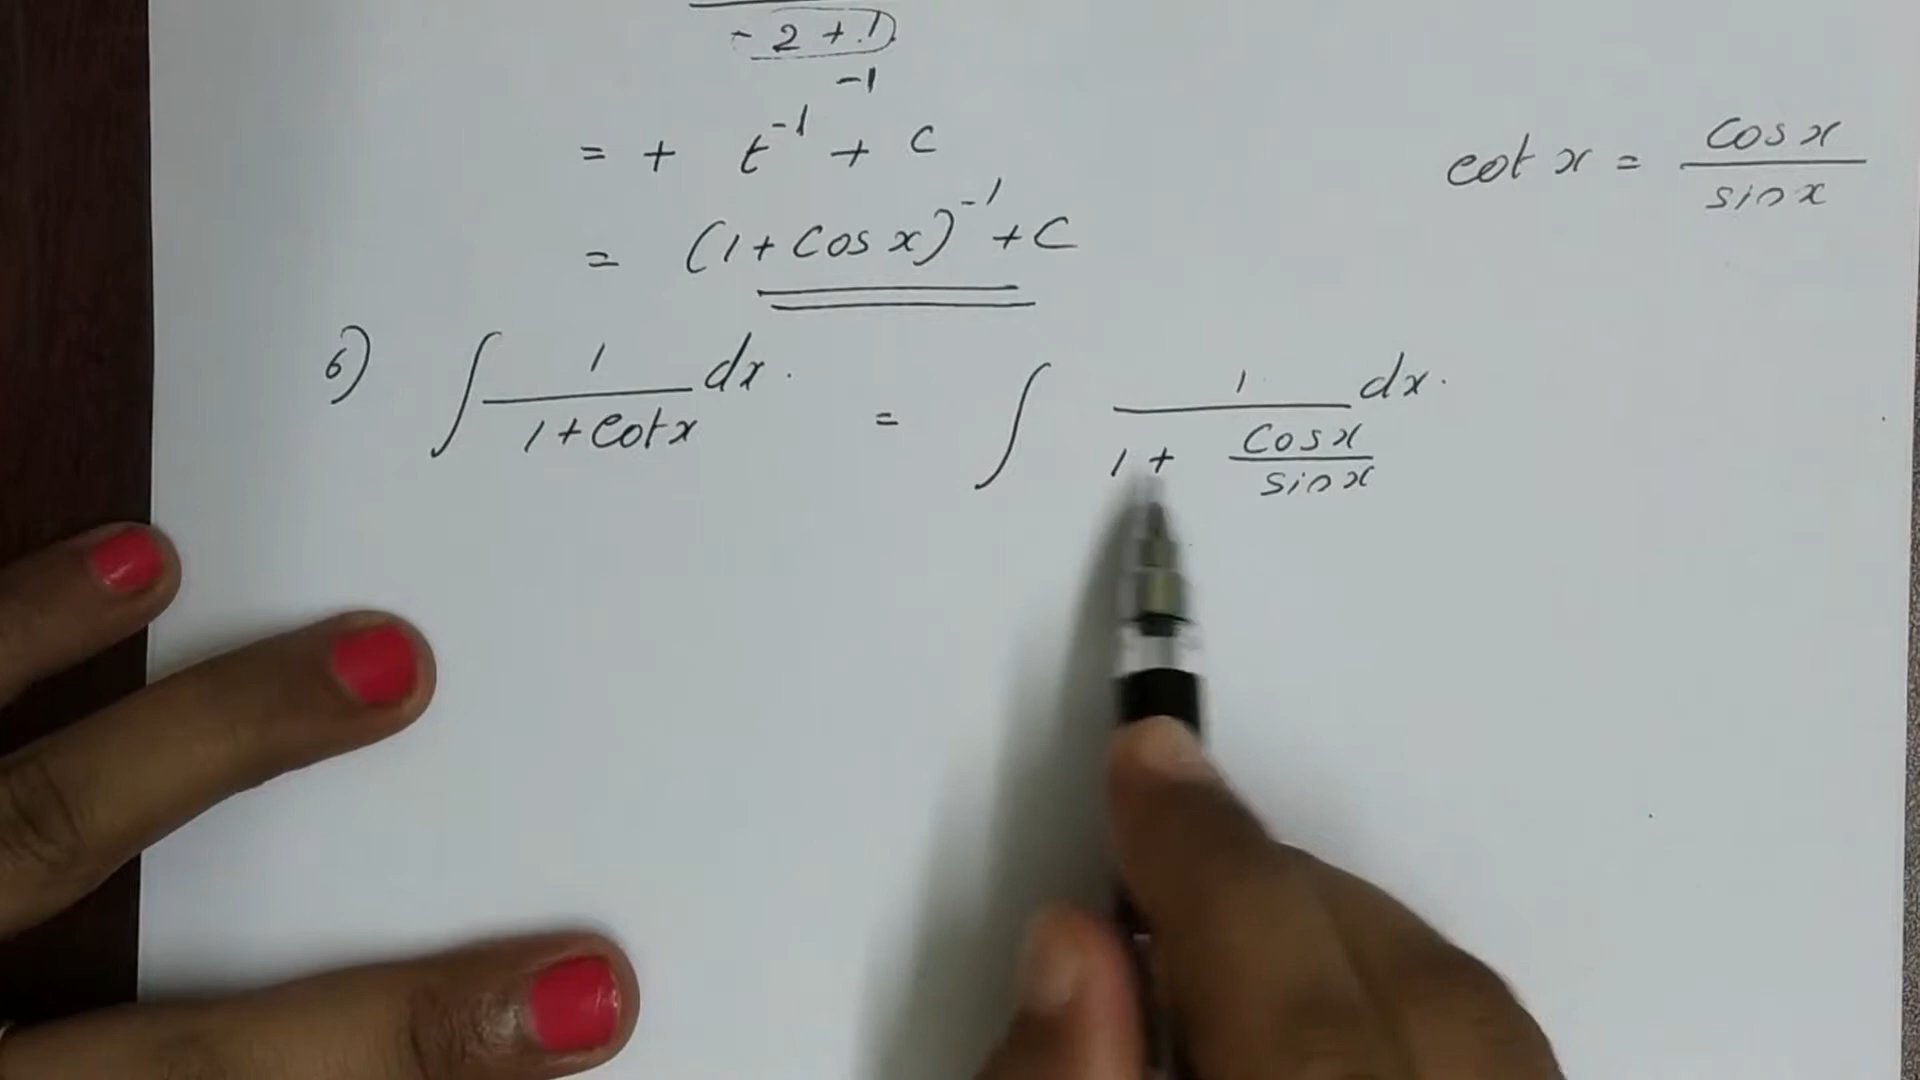 -2+1
-1
= + t⁻¹ + C
cot x = cos x / sin x
= (1+cos x)⁻¹ + C
6) ∫ 1/(1+cot x) dx. = ∫ 1/(1+ cos x/sin x) dx.